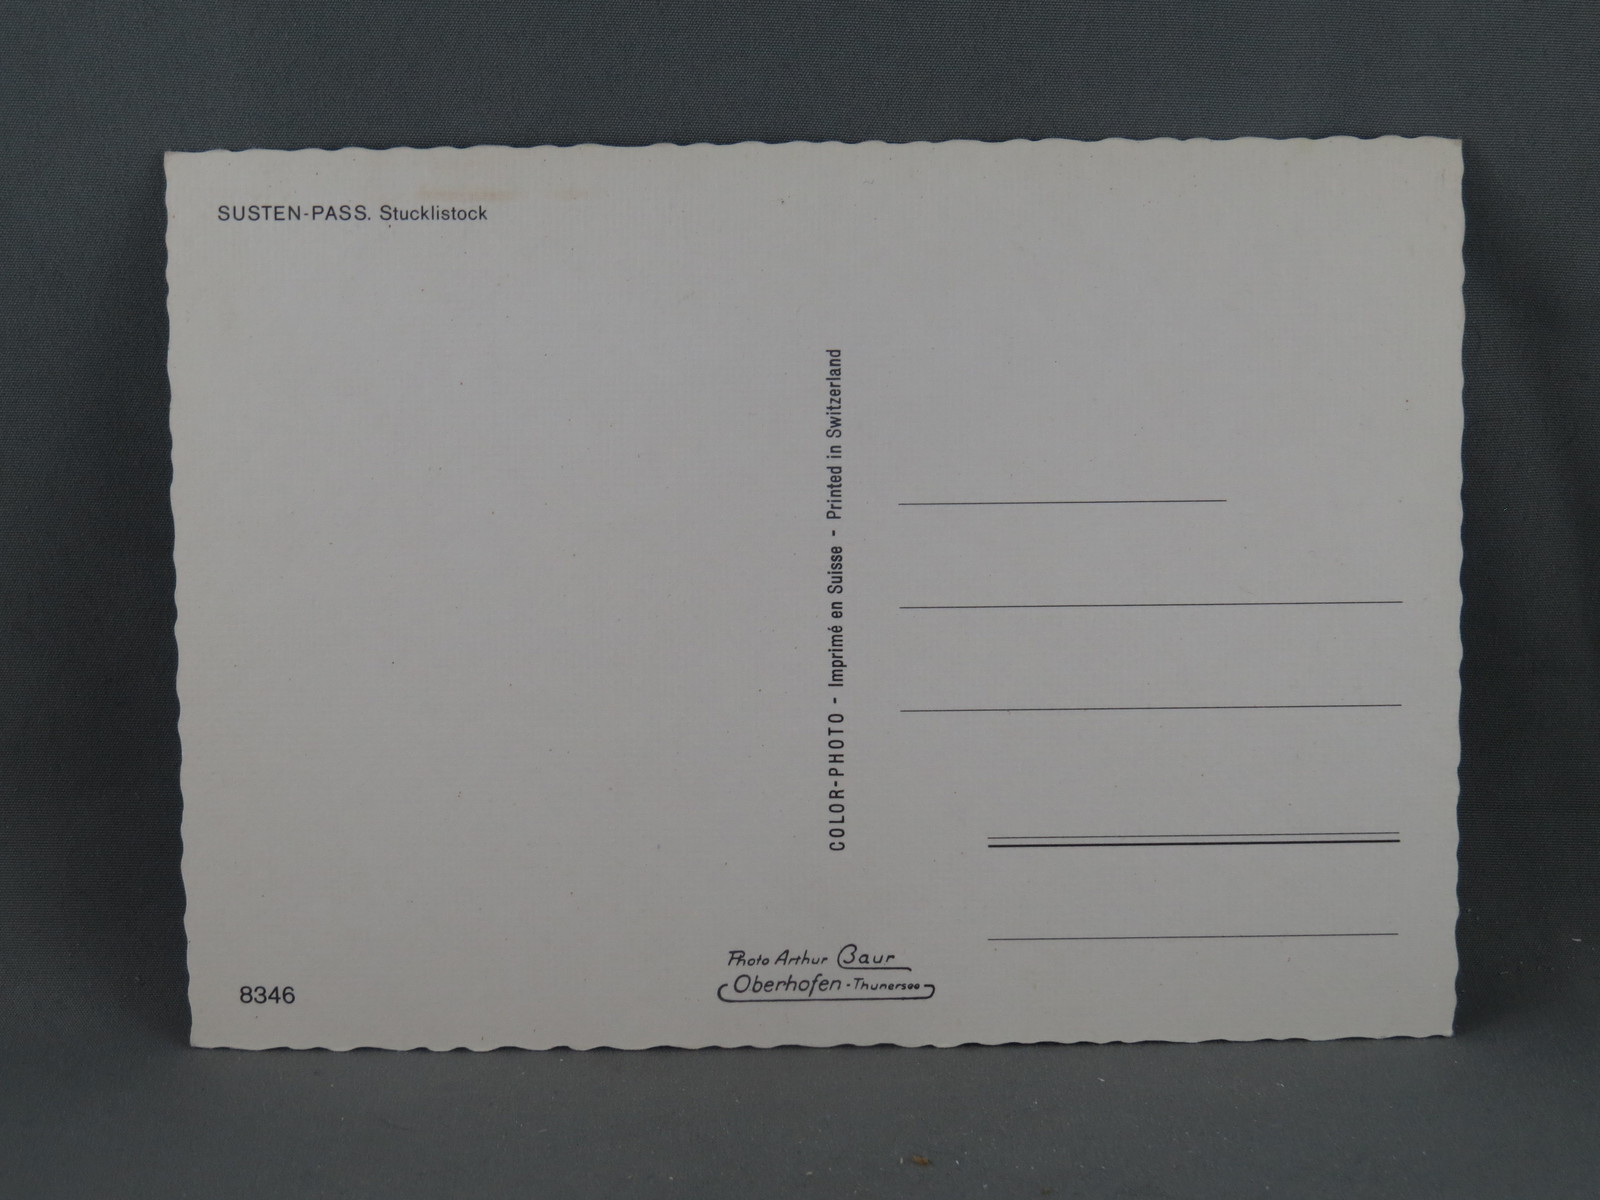 SUSTEN-PASS. Stucklistock
COLOR-PHOTO - Imprimé en Suisse - Printed in Switzerland
Photo Arthur Baur
Oberhofen - Thunersee
8346